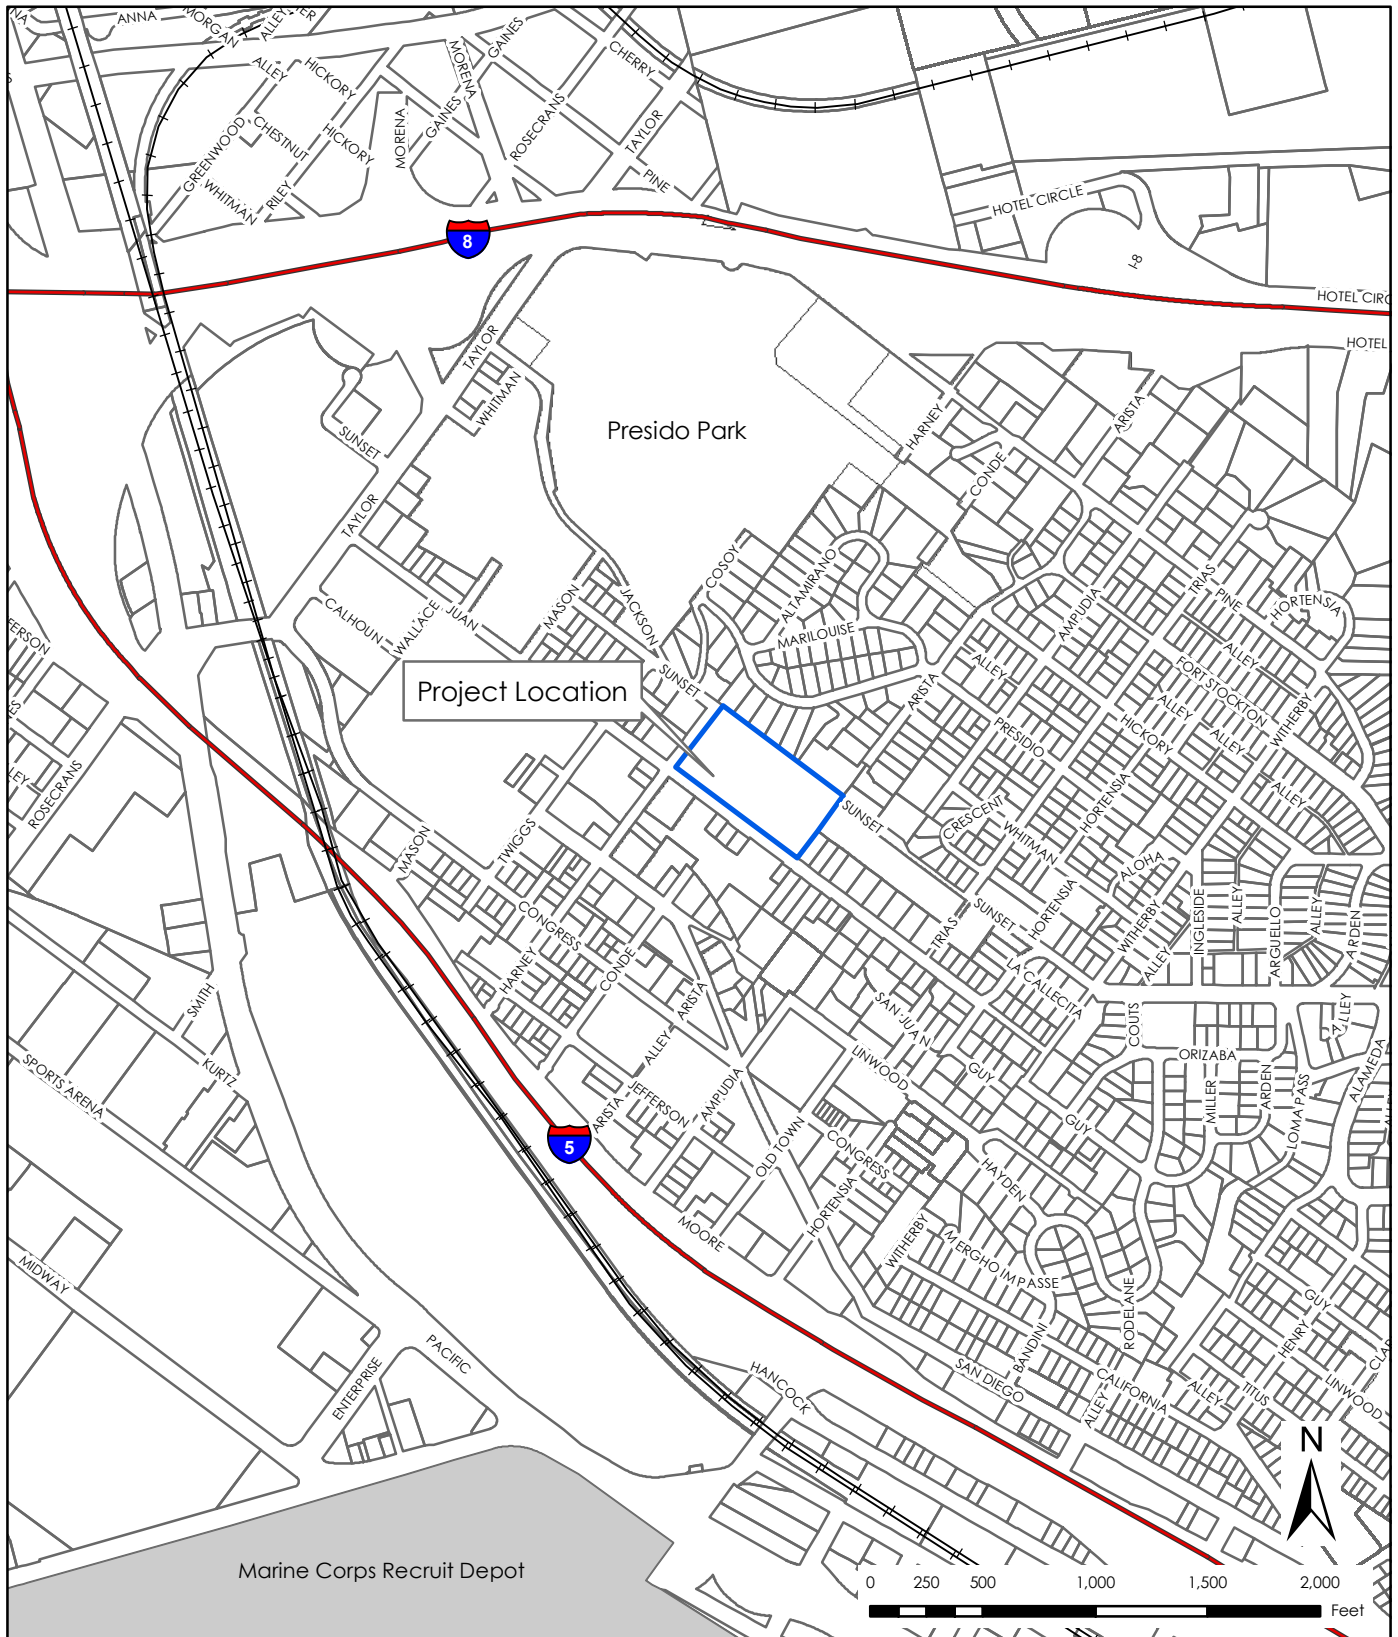 ANNA
MORGAN
ALLEY
GAINES
MORENA
CHERRY
ALLEY
HICKORY
GREENWOOD
CHESTNUT
HICKORY
MORENA
GAINES
ROSECRANS
TAYLOR
WHITMAN
RILEY
PINE
HOTEL CIRCLE
8
I-8
HOTEL CIRC
HOTEL
TAYLOR
WHITMAN
SUNSET
TAYLOR
Presido Park
HARNEY
CONDE
ARISTA
COSOY
ALTAMIRANO
MARILOUISE
MASON
JACKSON
SUNSET
CALHOUN
WALLACE
JUAN
AMPUDIA
TRIAS
PINE
HORTENSIA
ALLEY
ALLEY
FORT STOCKTON
ARISTA
PRESIDIO
HICKORY
ALLEY
ALLEY
WITHERBY
ALLEY
FERSON
Project Location
ROSECRANS
LEY
SUNSET
CRESCENT
WHITMAN
HORTENSIA
ALOHA
MASON
TWIGGS
CONGRESS
HARNEY
CONDE
TRIAS
SUNSET
HORTENSIA
WITHERBY
ALLEY
INGLESIDE
ALLEY
ARGUELLO
ALLEY
ARDEN
LA CALLECITA
SMITH
KURTZ
SPORTS ARENA
ARISTA
ALLEY
SAN JUAN
LINWOOD
GUY
COUTS
ORIZABA
ALLEY
MILLER
ARDEN
LOMA PASS
ALAMEDA
5
ARISTA
JEFFERSON
AMPUDIA
OLD TOWN
CONGRESS
HORTENSIA
WITHERBY
HAYDEN
GUY
MERGHO IMPASSE
MOORE
MIDWAY
ENTERPRISE
PACIFIC
HANCOCK
SAN DIEGO
BANDINI
RODELANE
CALIFORNIA
ALLEY
ALLEY
TITUS
HENRY
GUY
LINWOOD
CLAR
N
Marine Corps Recruit Depot
0 250 500 1,000 1,500 2,000
Feet